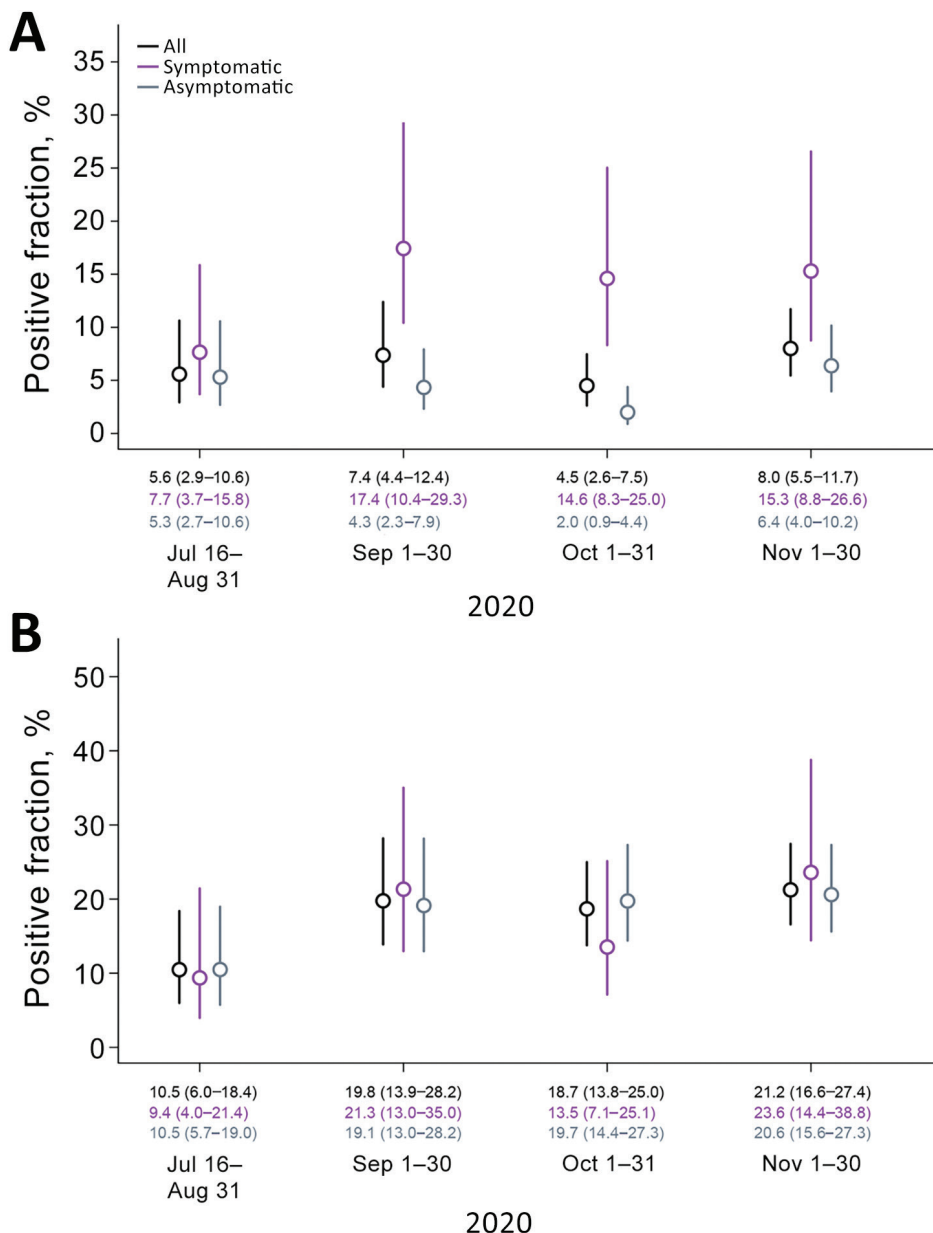 A
All
Symptomatic
Asymptomatic
Positive fraction, %
35
30
25
20
15
10
5
0
5.6 (2.9–10.6) 7.4 (4.4–12.4) 4.5 (2.6–7.5) 8.0 (5.5–11.7)
7.7 (3.7–15.8) 17.4 (10.4–29.3) 14.6 (8.3–25.0) 15.3 (8.8–26.6)
5.3 (2.7–10.6) 4.3 (2.3–7.9) 2.0 (0.9–4.4) 6.4 (4.0–10.2)
Jul 16– Sep 1–30 Oct 1–31 Nov 1–30
Aug 31
2020
B
Positive fraction, %
50
40
30
20
10
0
10.5 (6.0–18.4) 19.8 (13.9–28.2) 18.7 (13.8–25.0) 21.2 (16.6–27.4)
9.4 (4.0–21.4) 21.3 (13.0–35.0) 13.5 (7.1–25.1) 23.6 (14.4–38.8)
10.5 (5.7–19.0) 19.1 (13.0–28.2) 19.7 (14.4–27.3) 20.6 (15.6–27.3)
Jul 16– Sep 1–30 Oct 1–31 Nov 1–30
Aug 31
2020